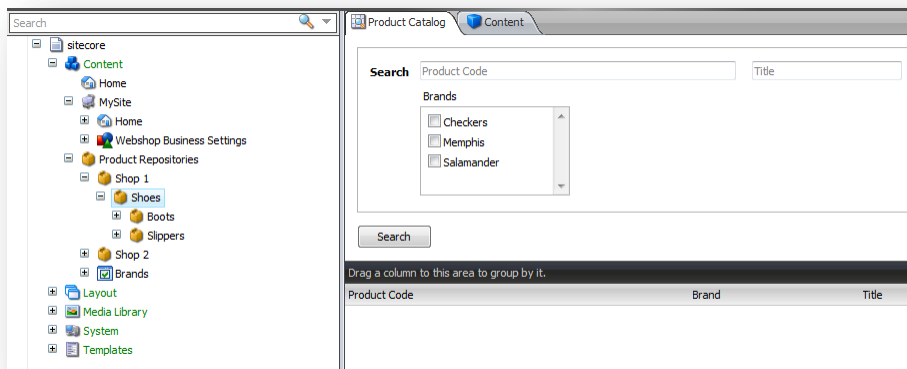 Search
sitecore
Content
Home
MySite
Home
Webshop Business Settings
Product Repositories
Shop 1
Shoes
Boots
Slippers
Shop 2
Brands
Layout
Media Library
System
Templates
Product Catalog Content
Search Product Code Title
Brands
Checkers
Memphis
Salamander
Search
Drag a column to this area to group by it.
Product Code Brand Title